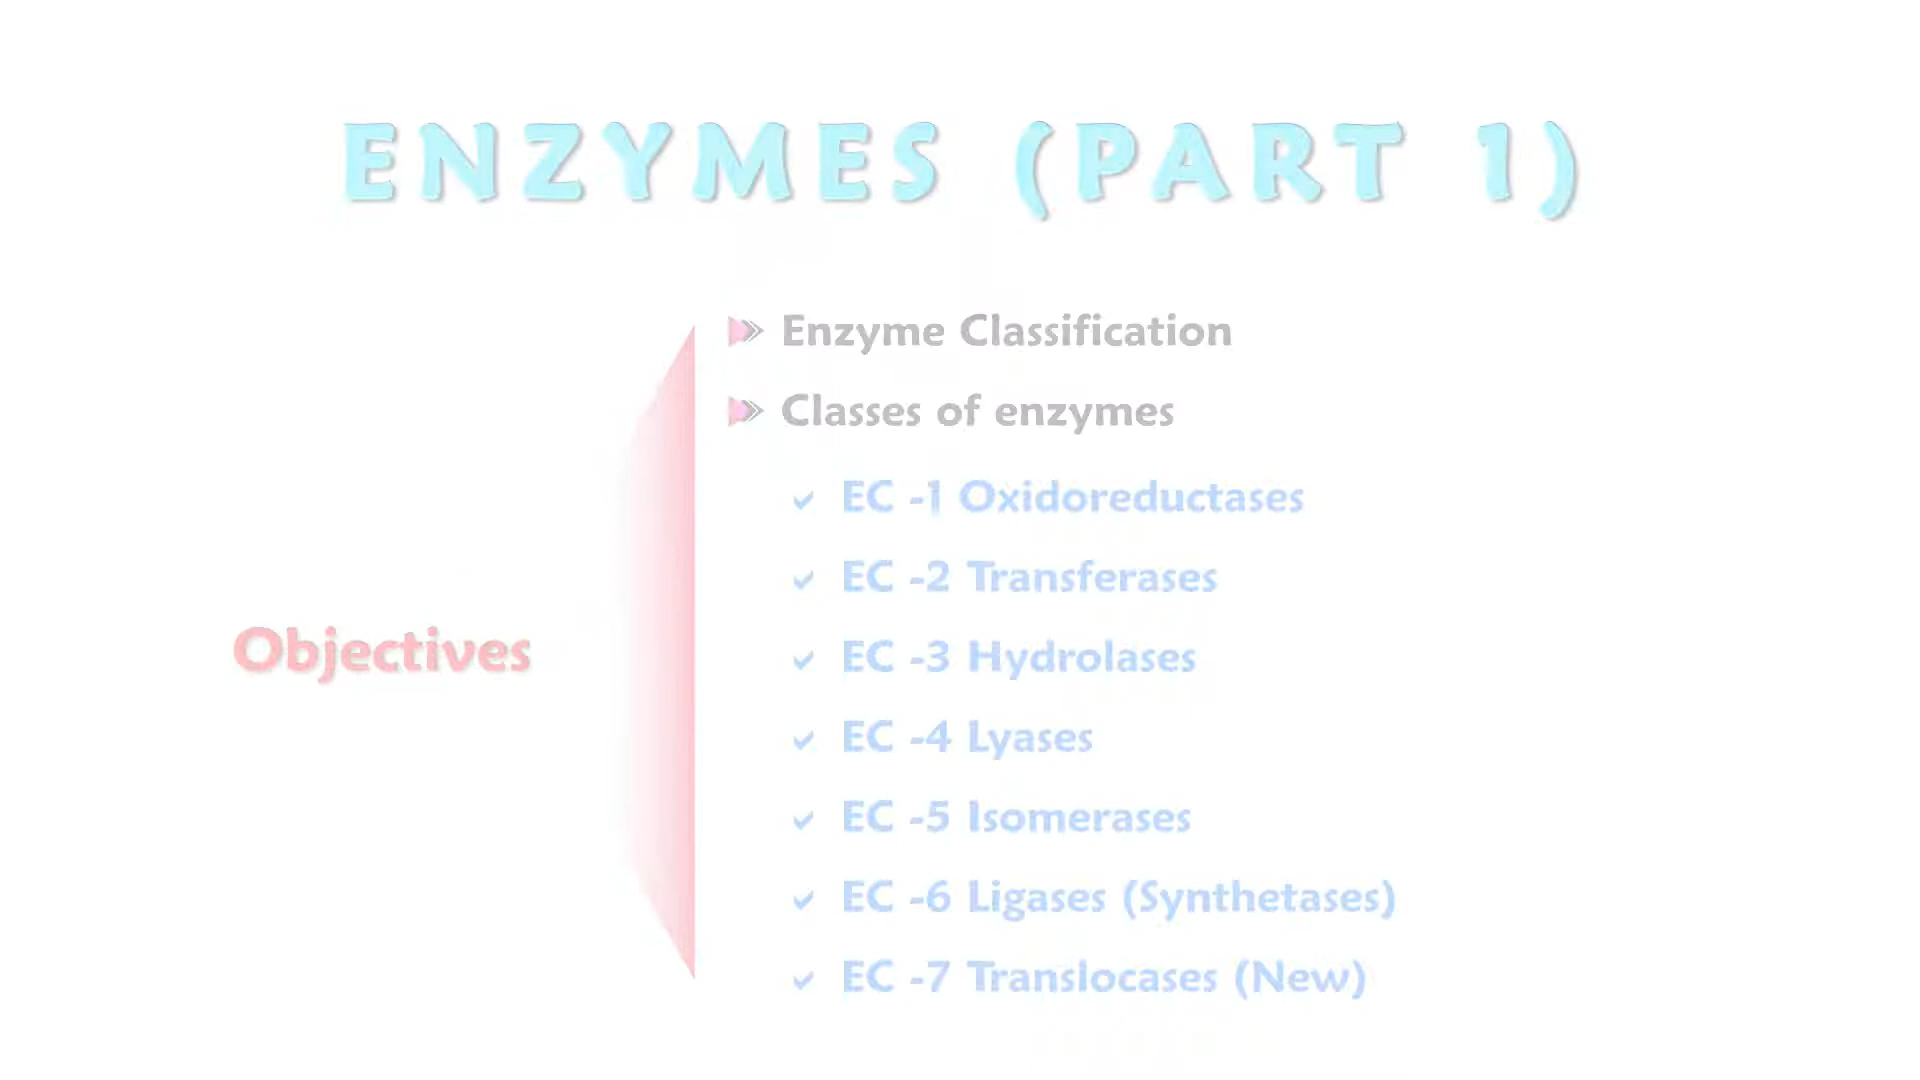 ENZYMES (PART 1)
Objectives
Enzyme Classification
Classes of enzymes
EC -1 Oxidoreductases
EC -2 Transferases
EC -3 Hydrolases
EC -4 Lyases
EC -5 Isomerases
EC -6 Ligases (Synthetases)
EC -7 Translocases (New)